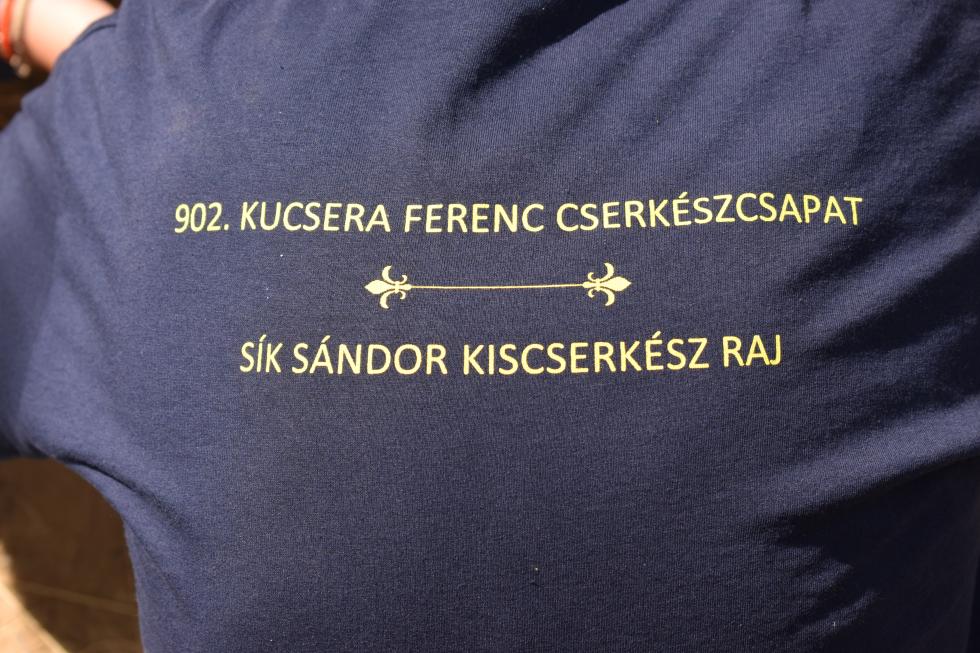 902. KUCSERA FERENC CSERKÉSZCSAPAT
SÍK SÁNDOR KISCSERKÉSZ RAJ